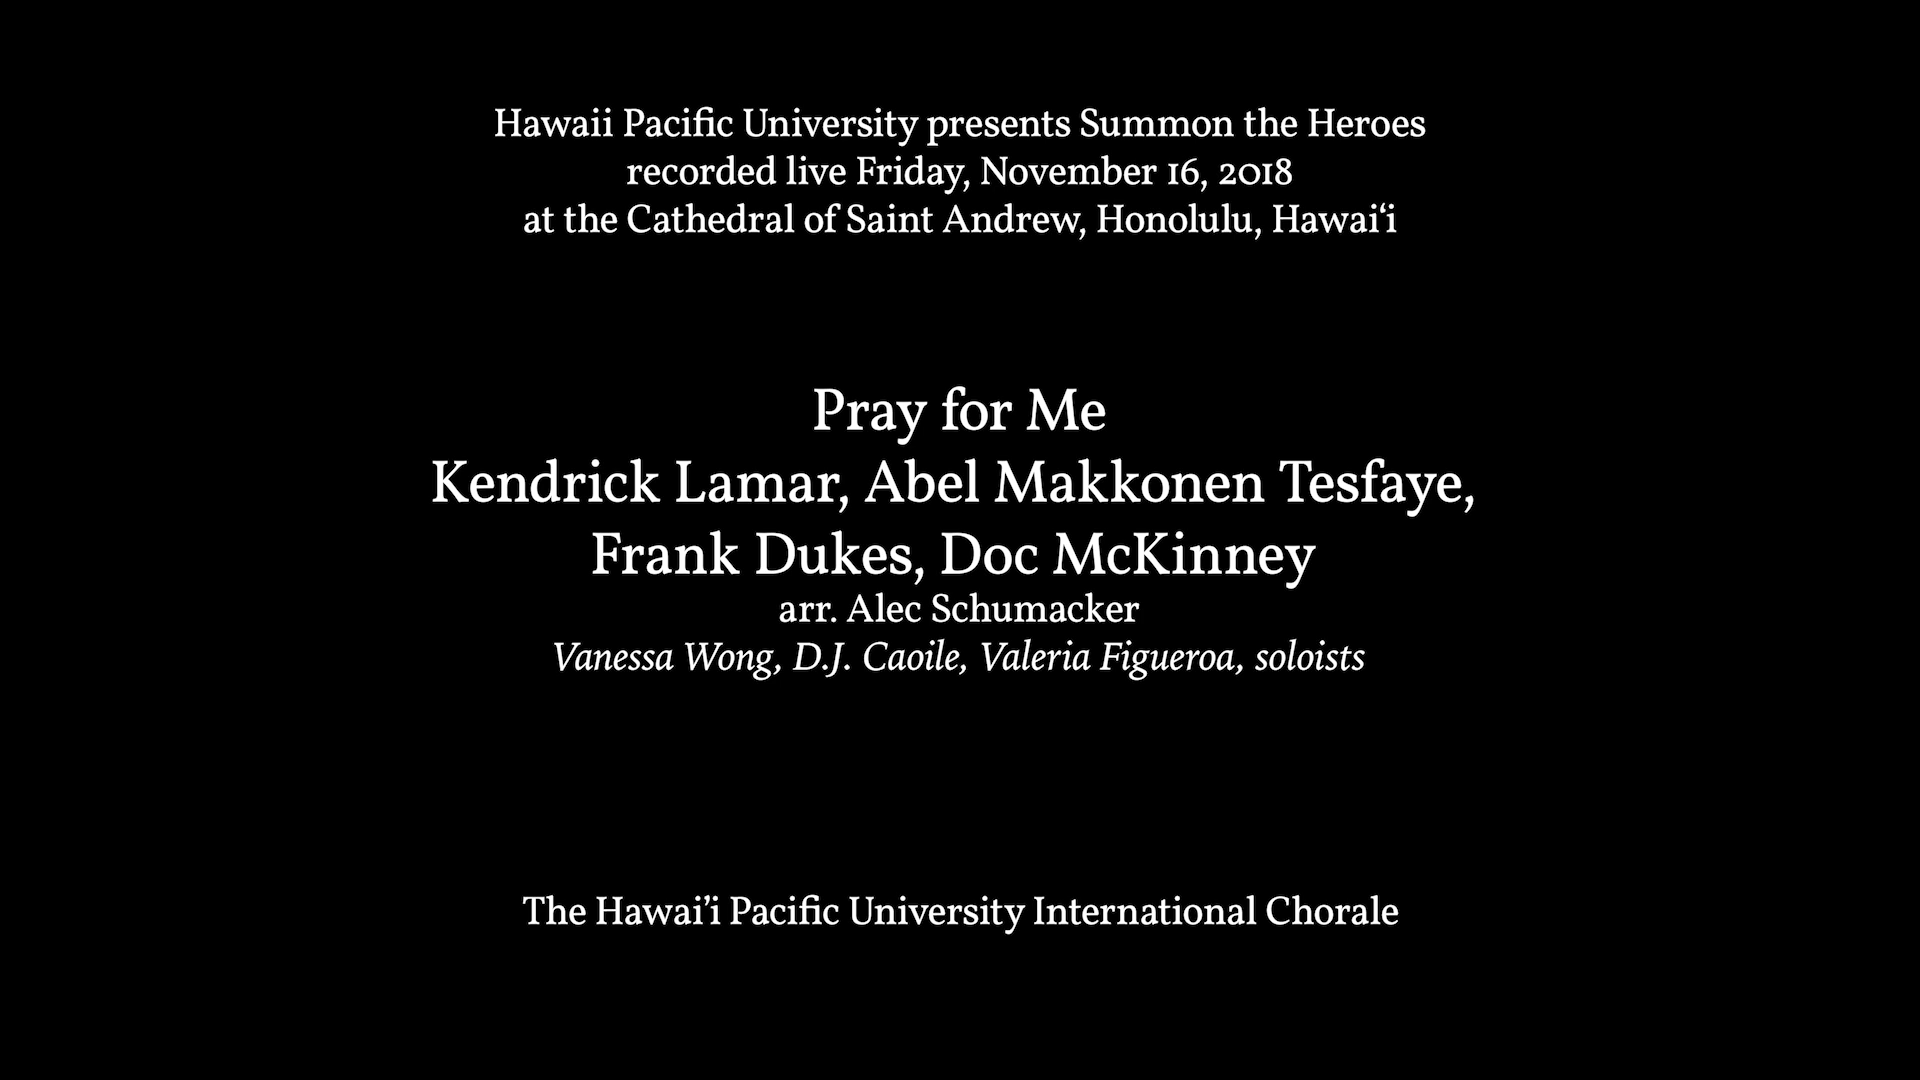 Hawaii Pacific University presents Summon the Heroes
recorded live Friday, November 16, 2018
at the Cathedral of Saint Andrew, Honolulu, Hawai‘i
Pray for Me
Kendrick Lamar, Abel Makkonen Tesfaye,
Frank Dukes, Doc McKinney
arr. Alec Schumacker
Vanessa Wong, D.J. Caoile, Valeria Figueroa, soloists
The Hawai’i Pacific University International Chorale